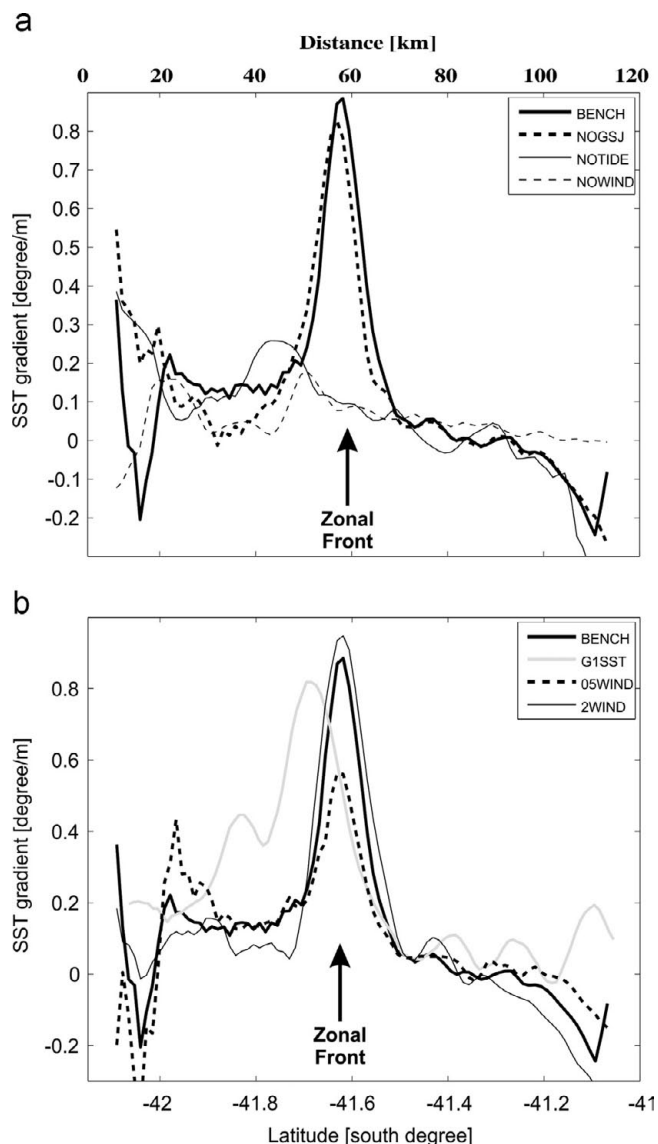 a
Distance [km]
0 20 40 60 80 100 120
BENCH
NOGSJ
NOTIDE
NOWIND
SST gradient [degree/m]
0.8
0.7
0.6
0.5
0.4
0.3
0.2
0.1
0
-0.1
-0.2
Zonal
Front
b
BENCH
G1SST
05WIND
2WIND
SST gradient [degree/m]
0.8
0.6
0.4
0.2
0
-0.2
Zonal
Front
-42 -41.8 -41.6 -41.4 -41.2 -41
Latitude [south degree]